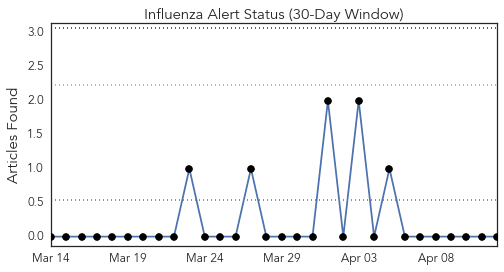 Influenza Alert Status (30-Day Window)
3.0
2.5
2.0
1.5
1.0
0.5
0.0
Articles Found
Mar 14 Mar 19 Mar 24 Mar 29 Apr 03 Apr 08